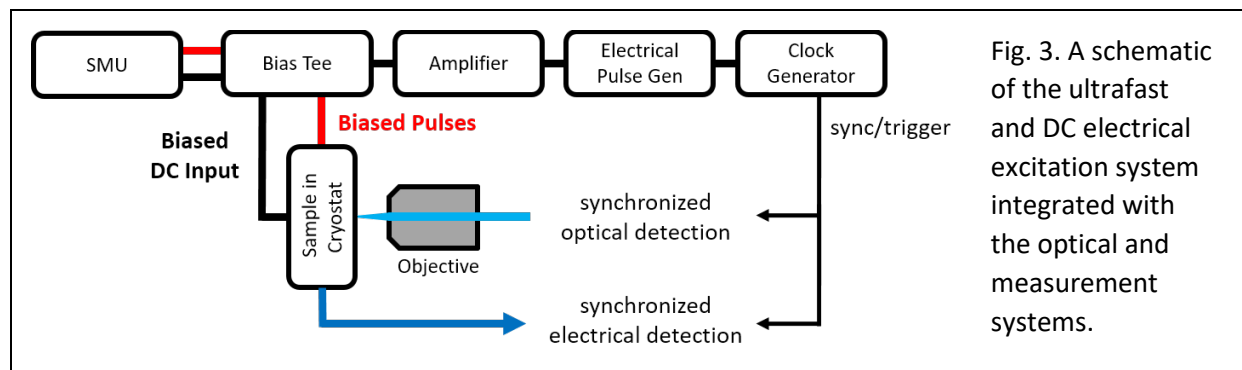 SMU
Bias Tee
Amplifier
Electrical
Pulse Gen
Clock
Generator
Biased
DC Input
Biased Pulses
sync/trigger
Sample in
Cryostat
Objective
synchronized
optical detection
synchronized
electrical detection
Fig. 3. A schematic
of the ultrafast
and DC electrical
excitation system
integrated with
the optical and
measurement
systems.